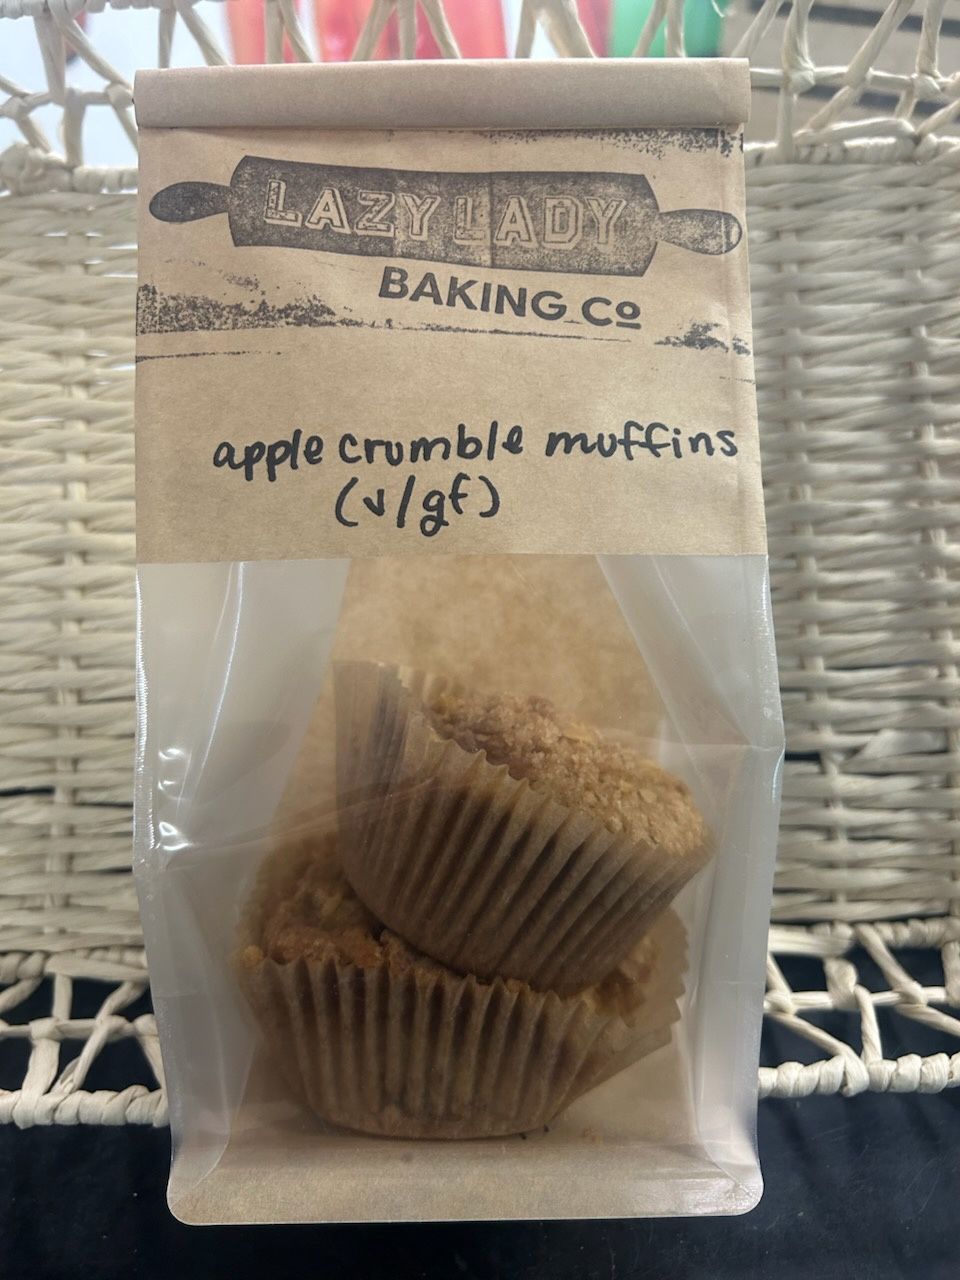 LAZY LADY
BAKING Co
apple crumble muffins
(v/gf)